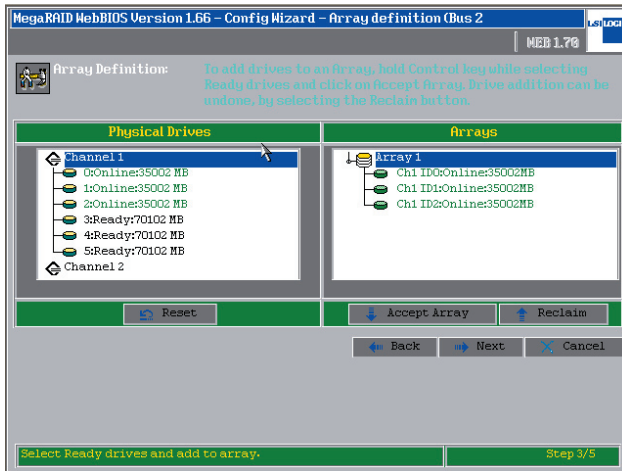 MegaRAID WebBIOS Version 1.66 – Config Wizard – Array definition (Bus 2
LSI LOGI
WEB 1.70
Array Definition:
To add drives to an Array, hold Control key while selecting
Ready drives and click on Accept Array. Drive addition can be
undone, by selecting the Reclaim button.
Physical Drives
Channel 1
0:Online:35002 MB
1:Online:35002 MB
2:Online:35002 MB
3:Ready:70102 MB
4:Ready:70102 MB
5:Ready:70102 MB
Channel 2
Arrays
Array 1
Ch1 ID0:Online:35002MB
Ch1 ID1:Online:35002MB
Ch1 ID2:Online:35002MB
Reset
Accept Array
Reclaim
Back
Next
Cancel
Select Ready drives and add to array.
Step 3/5